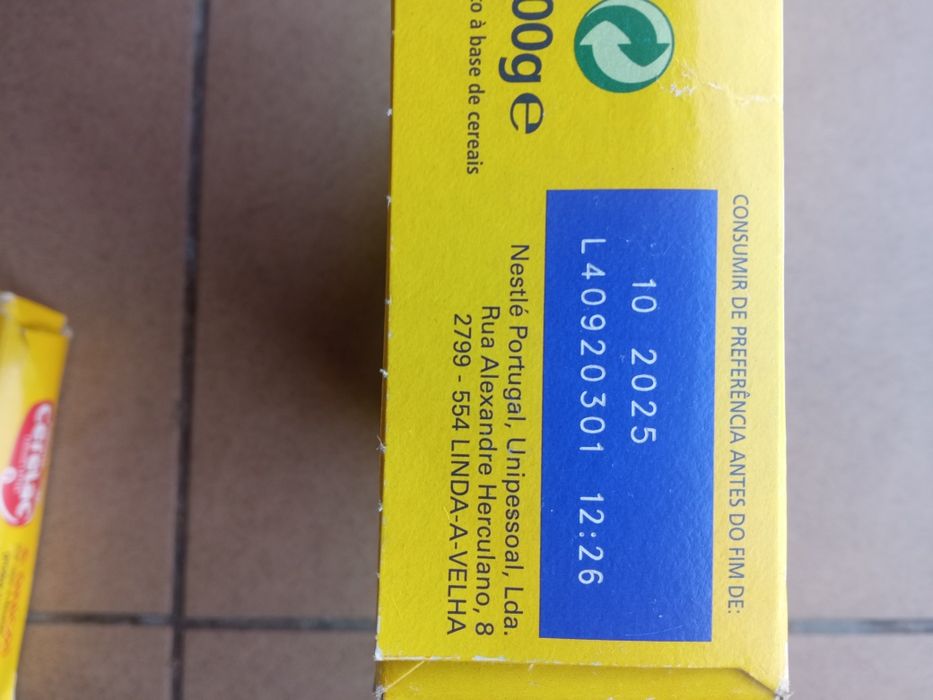 00g e
o à base de cereais
CONSUMIR DE PREFERÊNCIA ANTES DO FIM DE:
10 2025
L40920301 12:26
Nestlé Portugal, Unipessoal, Lda.
Rua Alexandre Herculano, 8
2799 - 554 LINDA-A-VELHA
cerelac